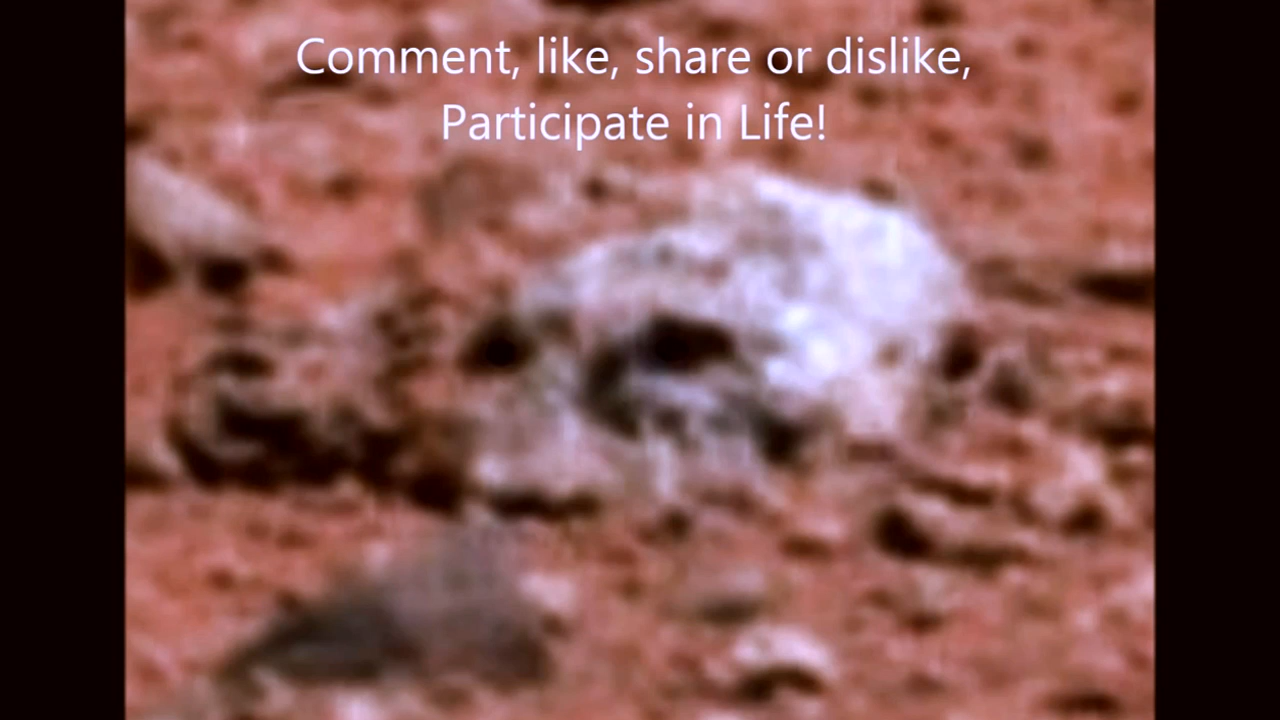 Comment, like, share or dislike,
Participate in Life!